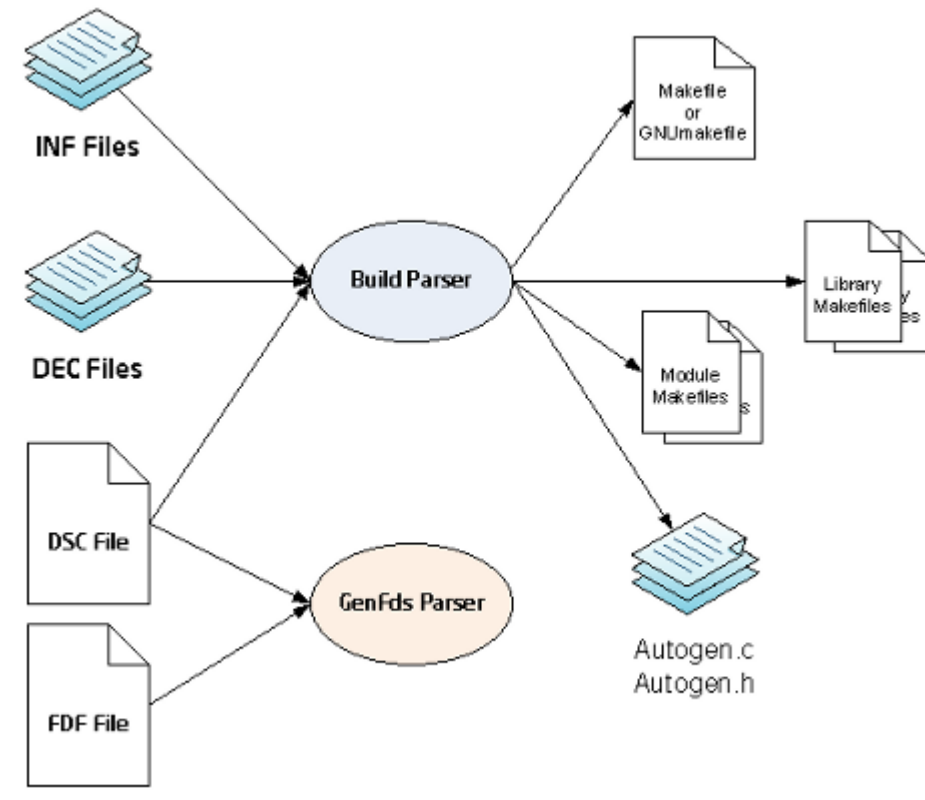 INF Files
DEC Files
DSC File
FDF File
Build Parser
GenFds Parser
Makefile
or
GNUmakefile
Library
Makefiles
Module
Makefiles
Autogen.c
Autogen.h